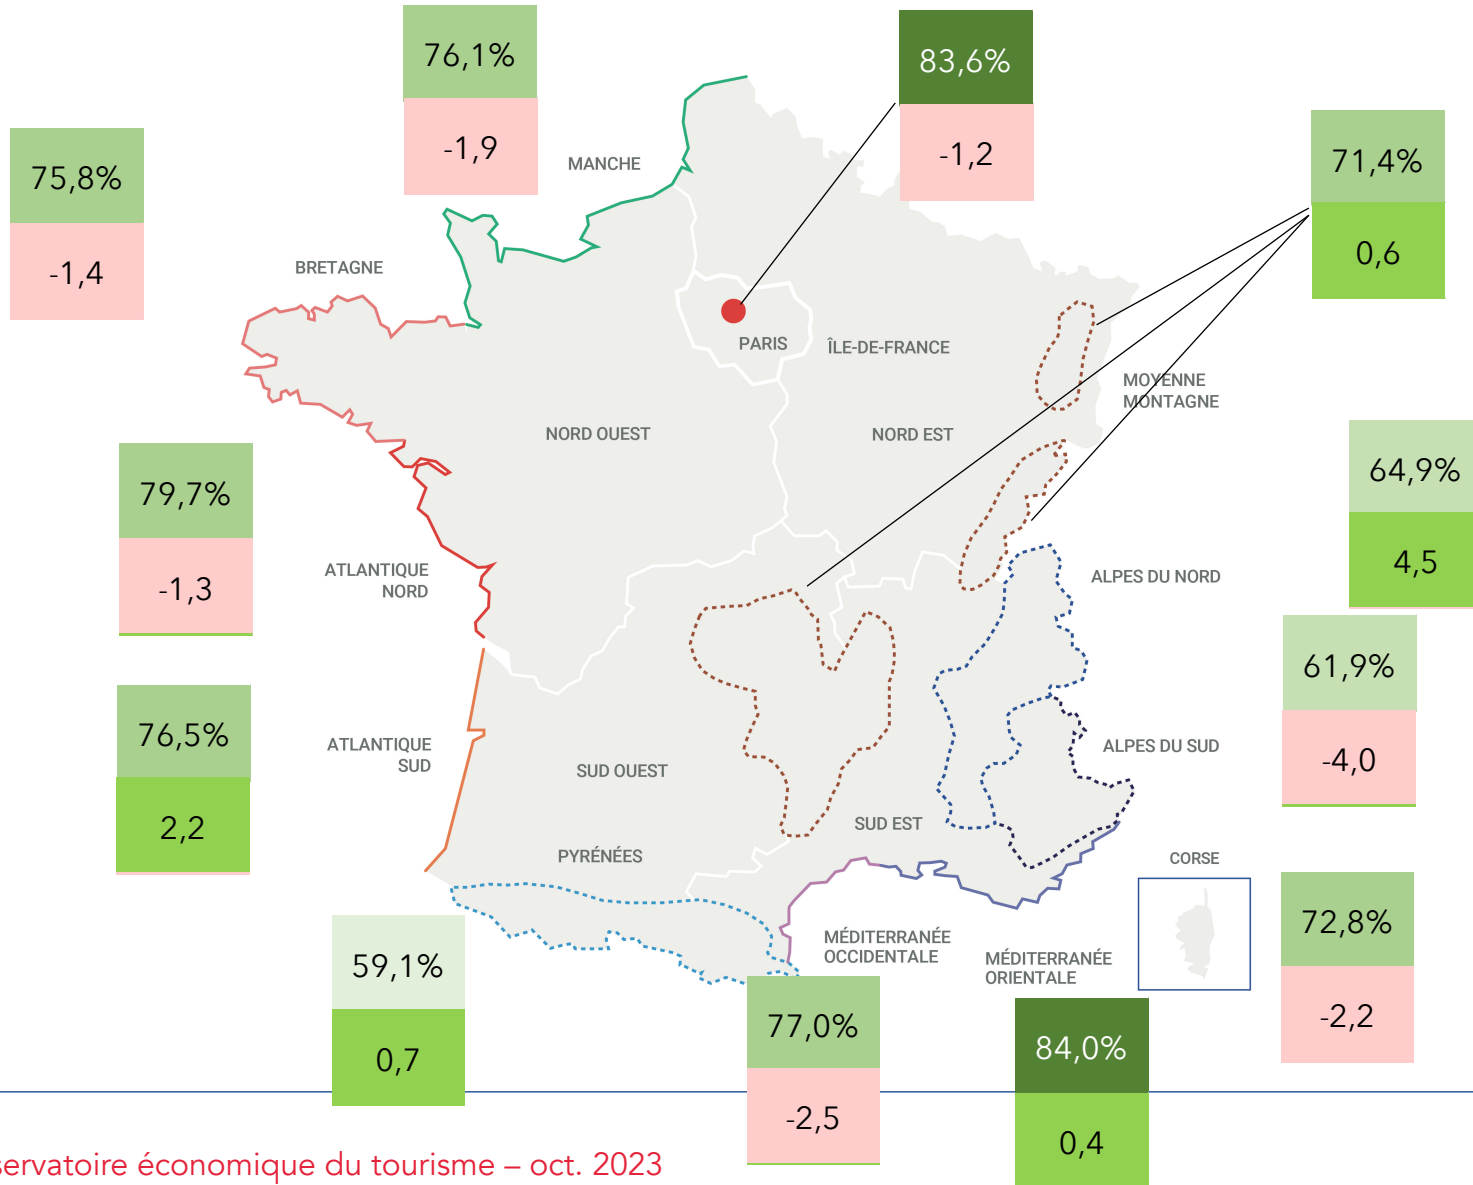 76,1%
-1,9
83,6%
-1,2
71,4%
0,6
75,8%
-1,4
MANCHE
BRETAGNE
PARIS
ÎLE-DE-FRANCE
MOYENNE
MONTAGNE
NORD OUEST
NORD EST
79,7%
-1,3
64,9%
4,5
ATLANTIQUE
NORD
ALPES DU NORD
61,9%
-4,0
76,5%
2,2
ATLANTIQUE
SUD
SUD OUEST
ALPES DU SUD
SUD EST
PYRÉNÉES
CORSE
72,8%
-2,2
59,1%
0,7
MÉDITERRANÉE
OCCIDENTALE
MÉDITERRANÉE
ORIENTALE
77,0%
-2,5
84,0%
0,4
servatoire économique du tourisme – oct. 2023